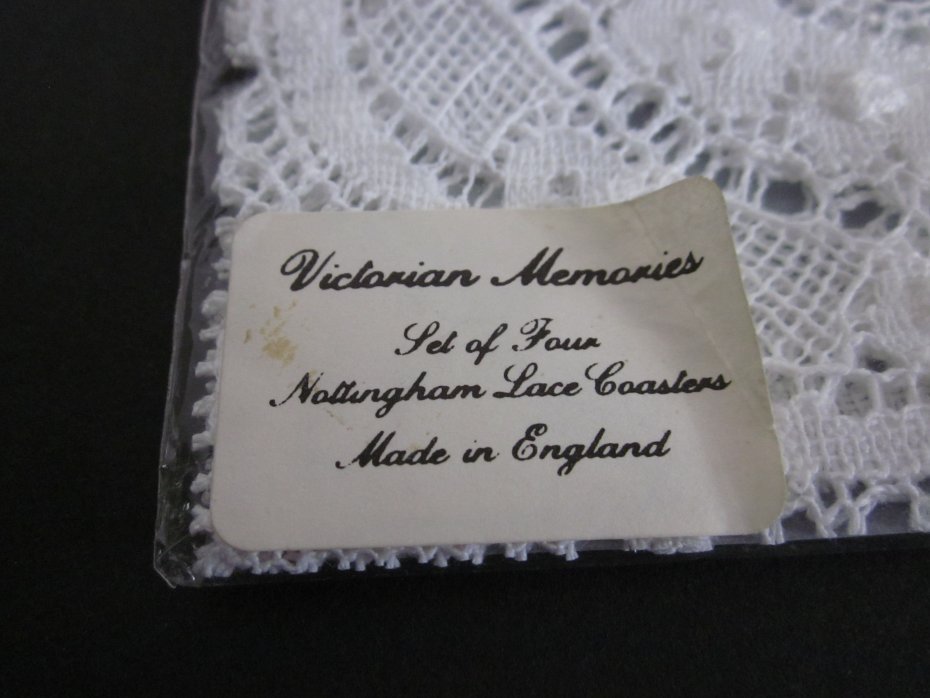 Victorian Memories
Set of Four
Nottingham Lace Coasters
Made in England